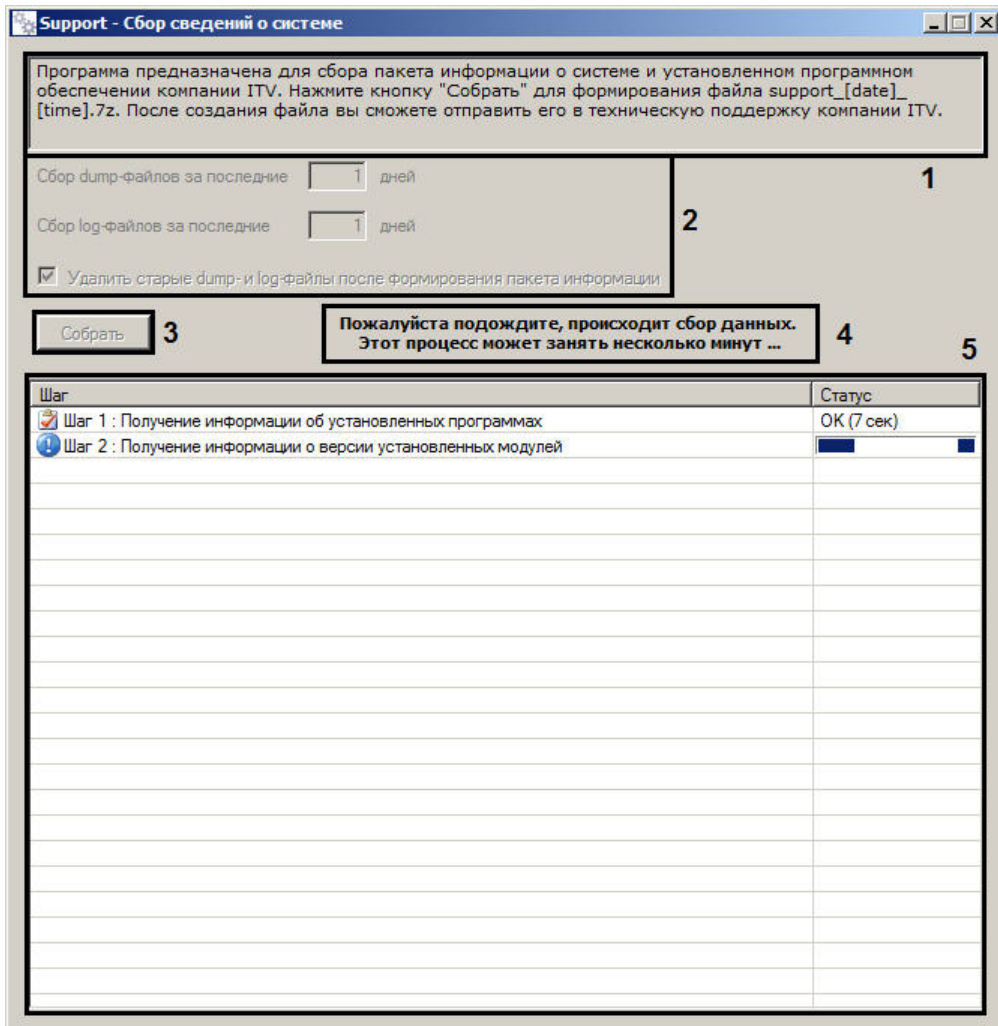 Support - Сбор сведений о системе
Программа предназначена для сбора пакета информации о системе и установленном программном
обеспечении компании ITV. Нажмите кнопку "Собрать" для формирования файла support_[date]_
[time].7z. После создания файла вы сможете отправить его в техническую поддержку компании ITV.
1
Сбор dump-файлов за последние 1 дней
2
Сбор log-файлов за последние 1 дней
Удалить старые dump- и log-файлы после формирования пакета информации
Собрать 3
Пожалуйста подождите, происходит сбор данных.
Этот процесс может занять несколько минут ...
4
5
Шаг Статус
Шаг 1 : Получение информации об установленных программах OK (7 сек)
Шаг 2 : Получение информации о версии установленных модулей